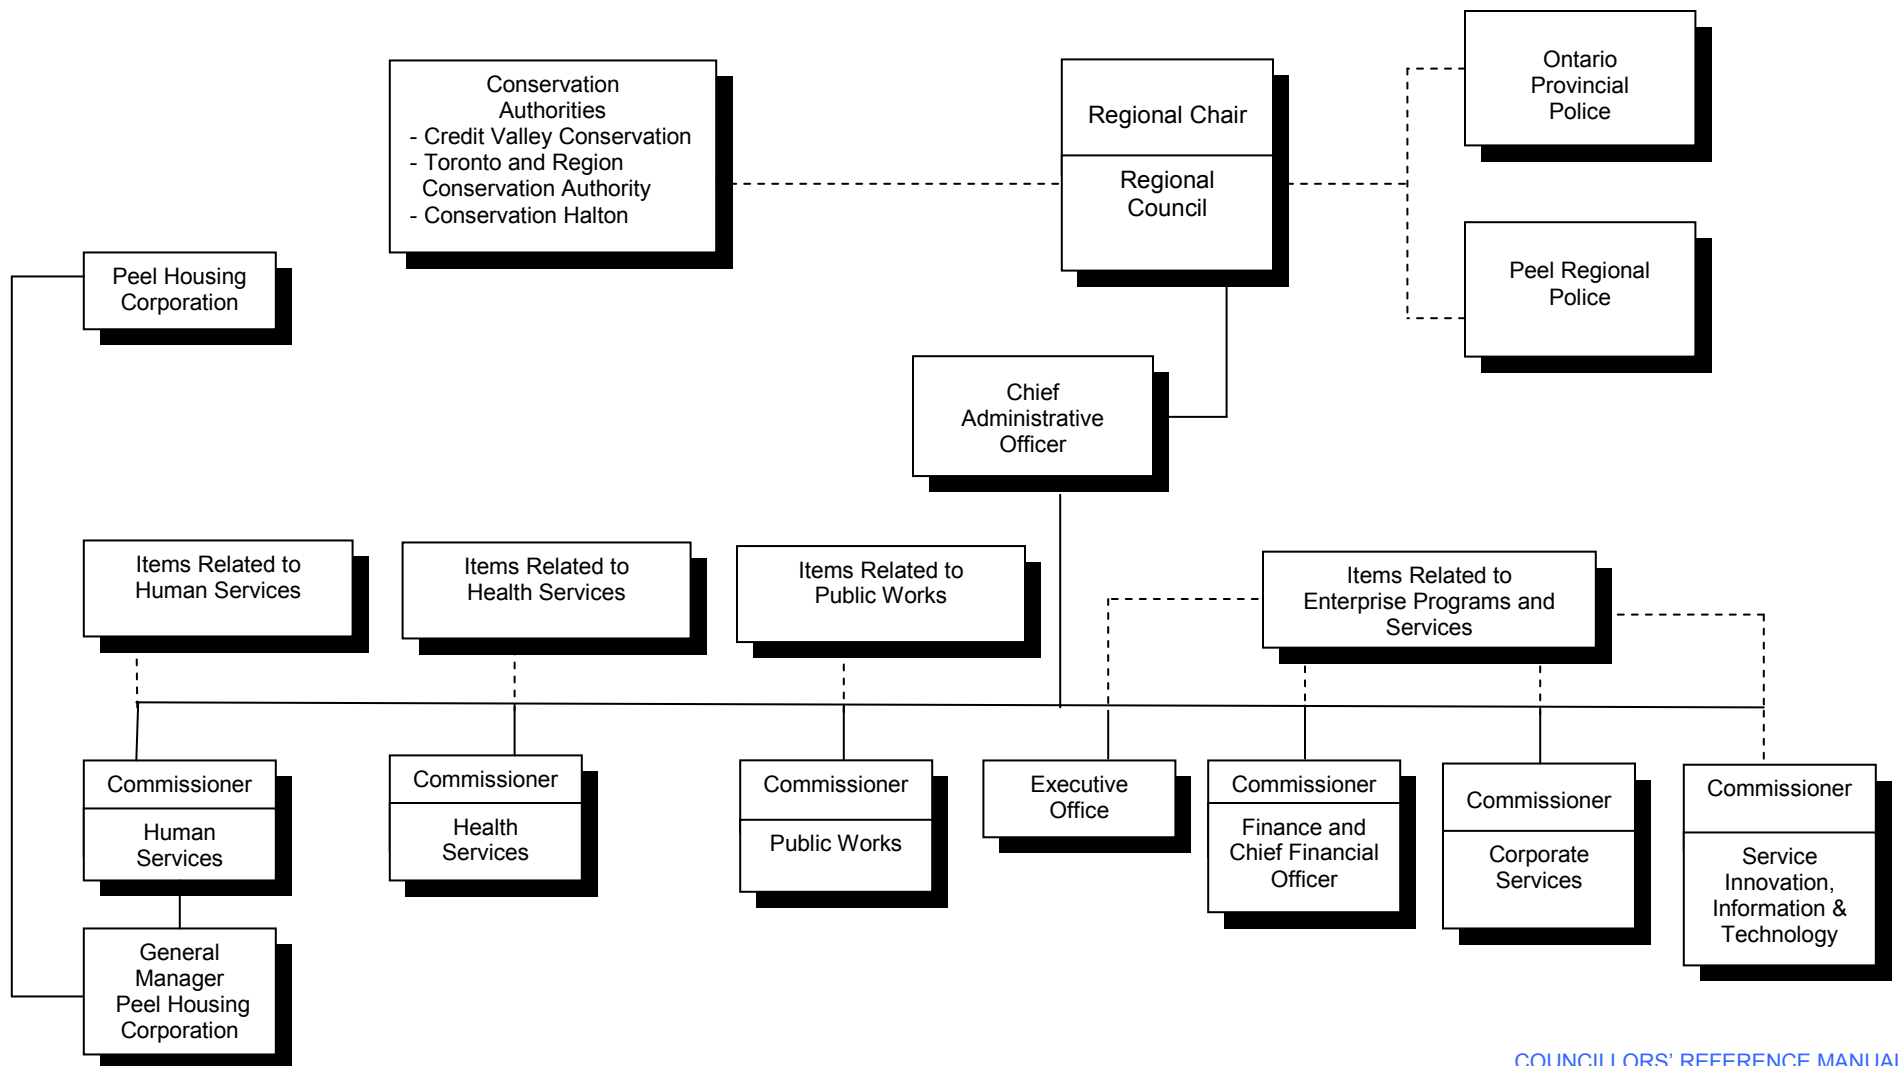 Conservation
Authorities
- Credit Valley Conservation
- Toronto and Region
Conservation Authority
- Conservation Halton
Regional Chair
Regional
Council
Ontario
Provincial
Police
Peel Regional
Police
Peel Housing
Corporation
Chief
Administrative
Officer
Items Related to
Human Services
Items Related to
Health Services
Items Related to
Public Works
Items Related to
Enterprise Programs and
Services
Commissioner
Human
Services
Commissioner
Health
Services
Commissioner
Public Works
Executive
Office
Commissioner
Finance and
Chief Financial
Officer
Commissioner
Corporate
Services
Commissioner
Service
Innovation,
Information &
Technology
General
Manager
Peel Housing
Corporation
COUNCILLORS' REFERENCE MANUAL